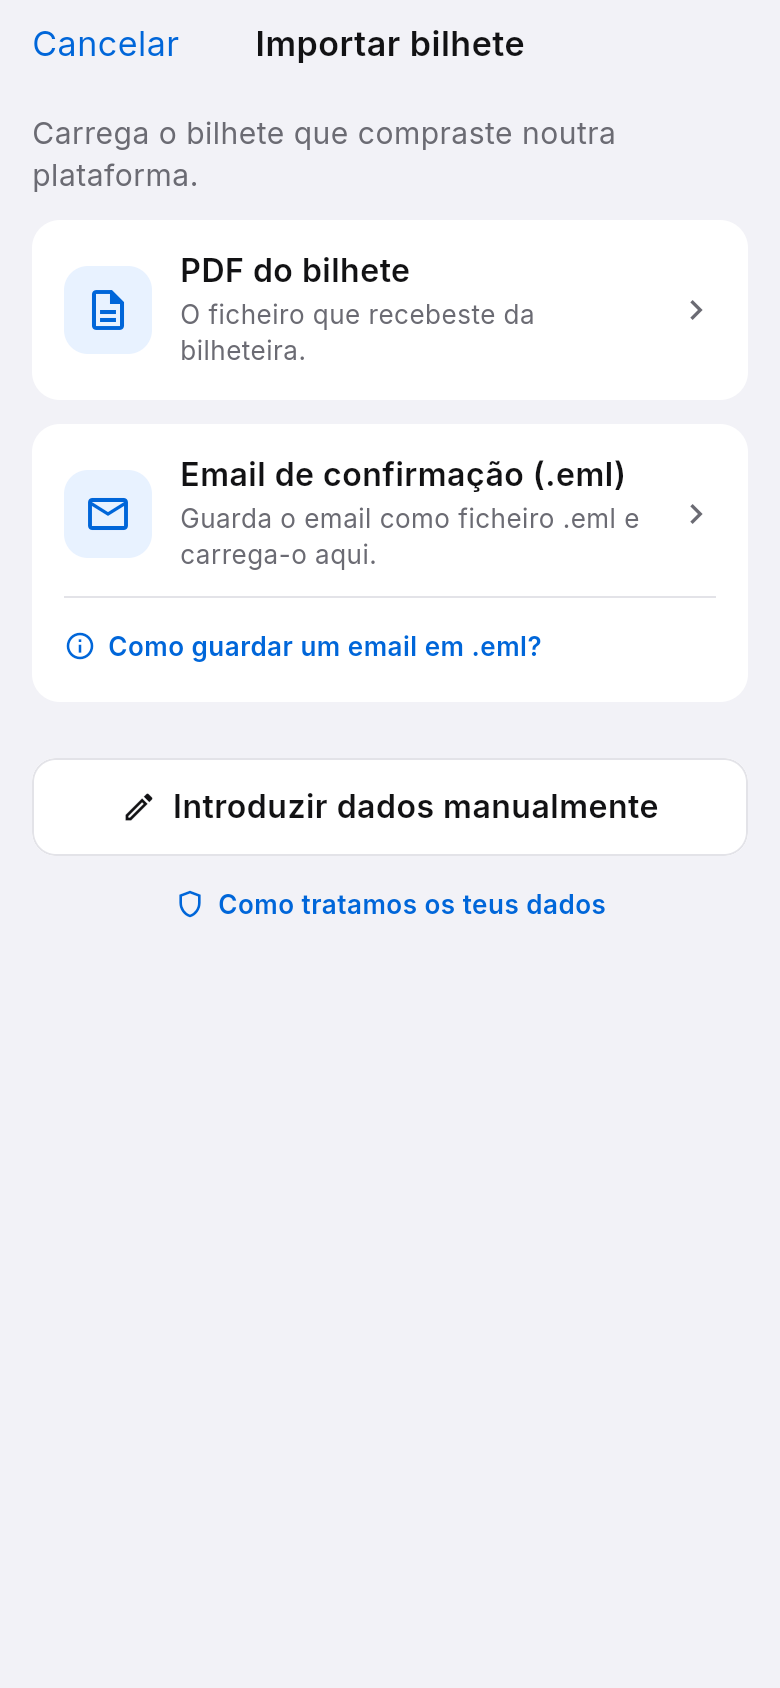 Cancelar
Importar bilhete
Carrega o bilhete que compraste noutra
plataforma.
PDF do bilhete
O ficheiro que recebeste da
bilheteira.
Email de confirmação (.eml)
Guarda o email como ficheiro .eml e
carrega-o aqui.
Como guardar um email em .eml?
Introduzir dados manualmente
Como tratamos os teus dados